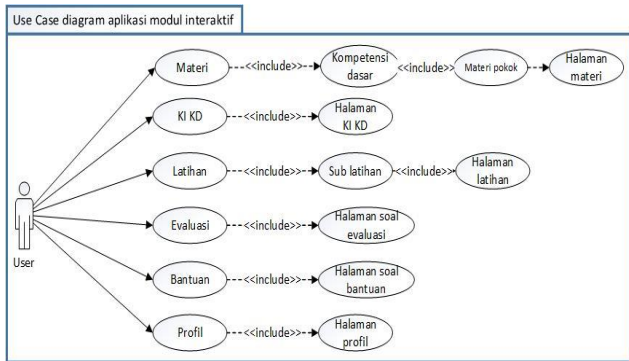 Use Case diagram aplikasi modul interaktif
Materi
<<include>>
Kompetensi
dasar
<<include>>
Materi pokok
Halaman
materi
KI KD
<<include>>
Halaman
KI KD
Latihan
<<include>>
Sub latihan
<<include>>
Halaman
latihan
User
Evaluasi
<<include>>
Halaman soal
evaluasi
Bantuan
<<include>>
Halaman soal
bantuan
Profil
<<include>>
Halaman
profil